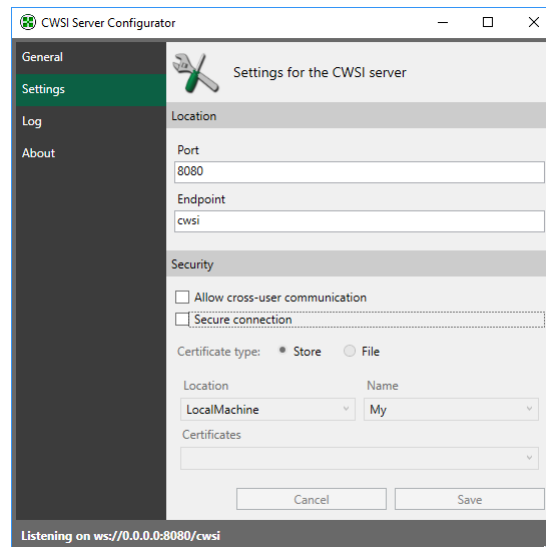 CWSI Server Configurator
General
Settings
Log
About
Settings for the CWSI server
Location
Port
8080
Endpoint
cwsi
Security
Allow cross-user communication
Secure connection
Certificate type: Store File
Location Name
LocalMachine My
Certificates
Cancel Save
Listening on ws://0.0.0.0:8080/cwsi